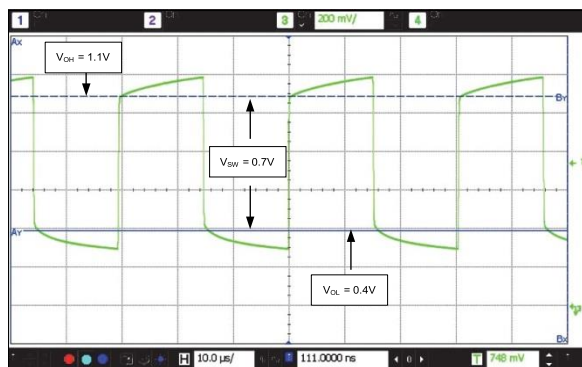 1 2 3 200 mV/ 4
Ax
VOH = 1.1V
BY
VSW = 0.7V
AY
VOL = 0.4V
Bx
H 10.0 µs/ 111.0000 ns 0 T 748 mV